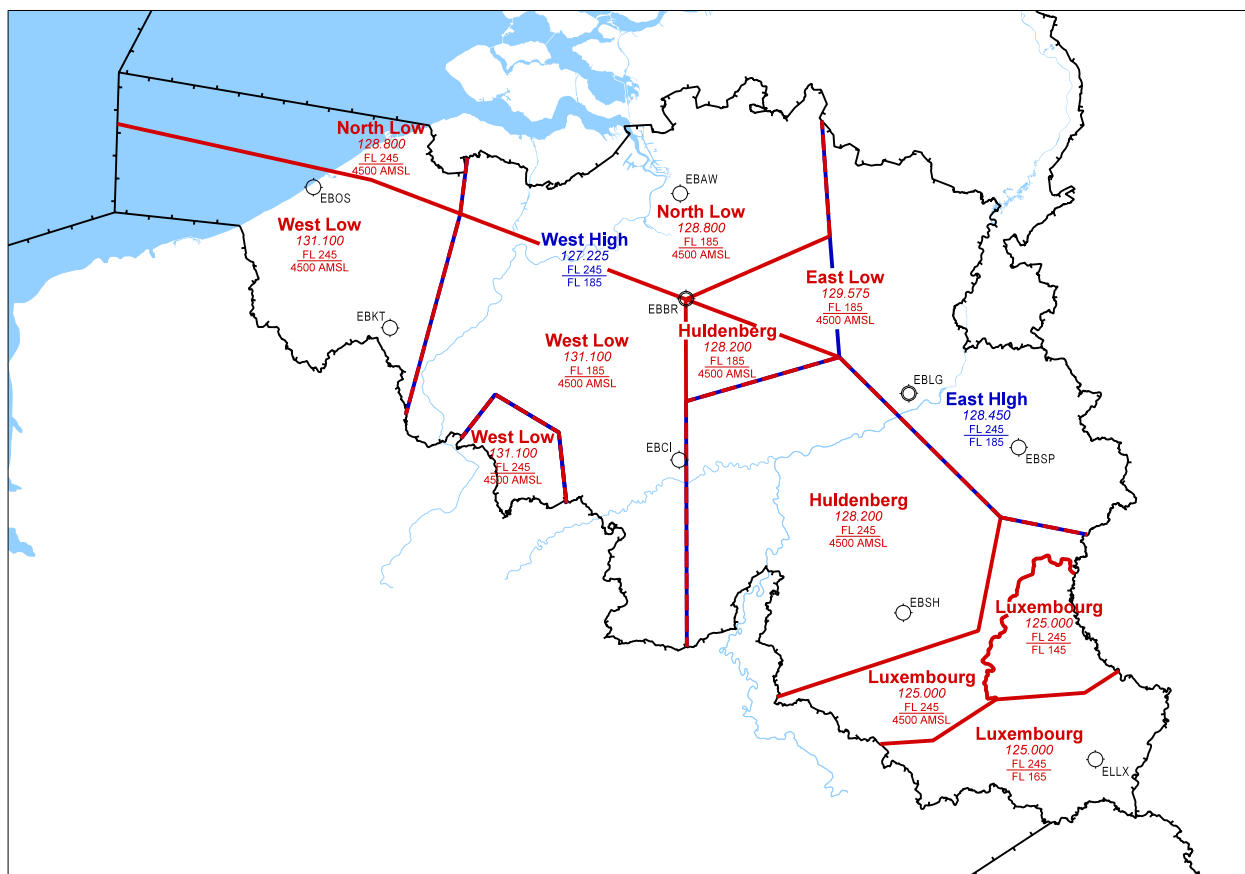 North Low
128.800
FL 245
4500 AMSL
EBOS
West Low
131.100
FL 245
4500 AMSL
EBKT
EBAW
North Low
128.800
FL 185
4500 AMSL
West High
127.225
FL 245
FL 185
EBBR
East Low
129.575
FL 185
4500 AMSL
Huldenberg
128.200
FL 185
4500 AMSL
West Low
131.100
FL 185
4500 AMSL
EBLG
East HIgh
128.450
FL 245
FL 185
EBSP
West Low
131.100
FL 245
4500 AMSL
EBCI
Huldenberg
128.200
FL 245
4500 AMSL
EBSH
Luxembourg
125.000
FL 245
FL 145
Luxembourg
125.000
FL 245
4500 AMSL
Luxembourg
125.000
FL 245
FL 165
ELLX